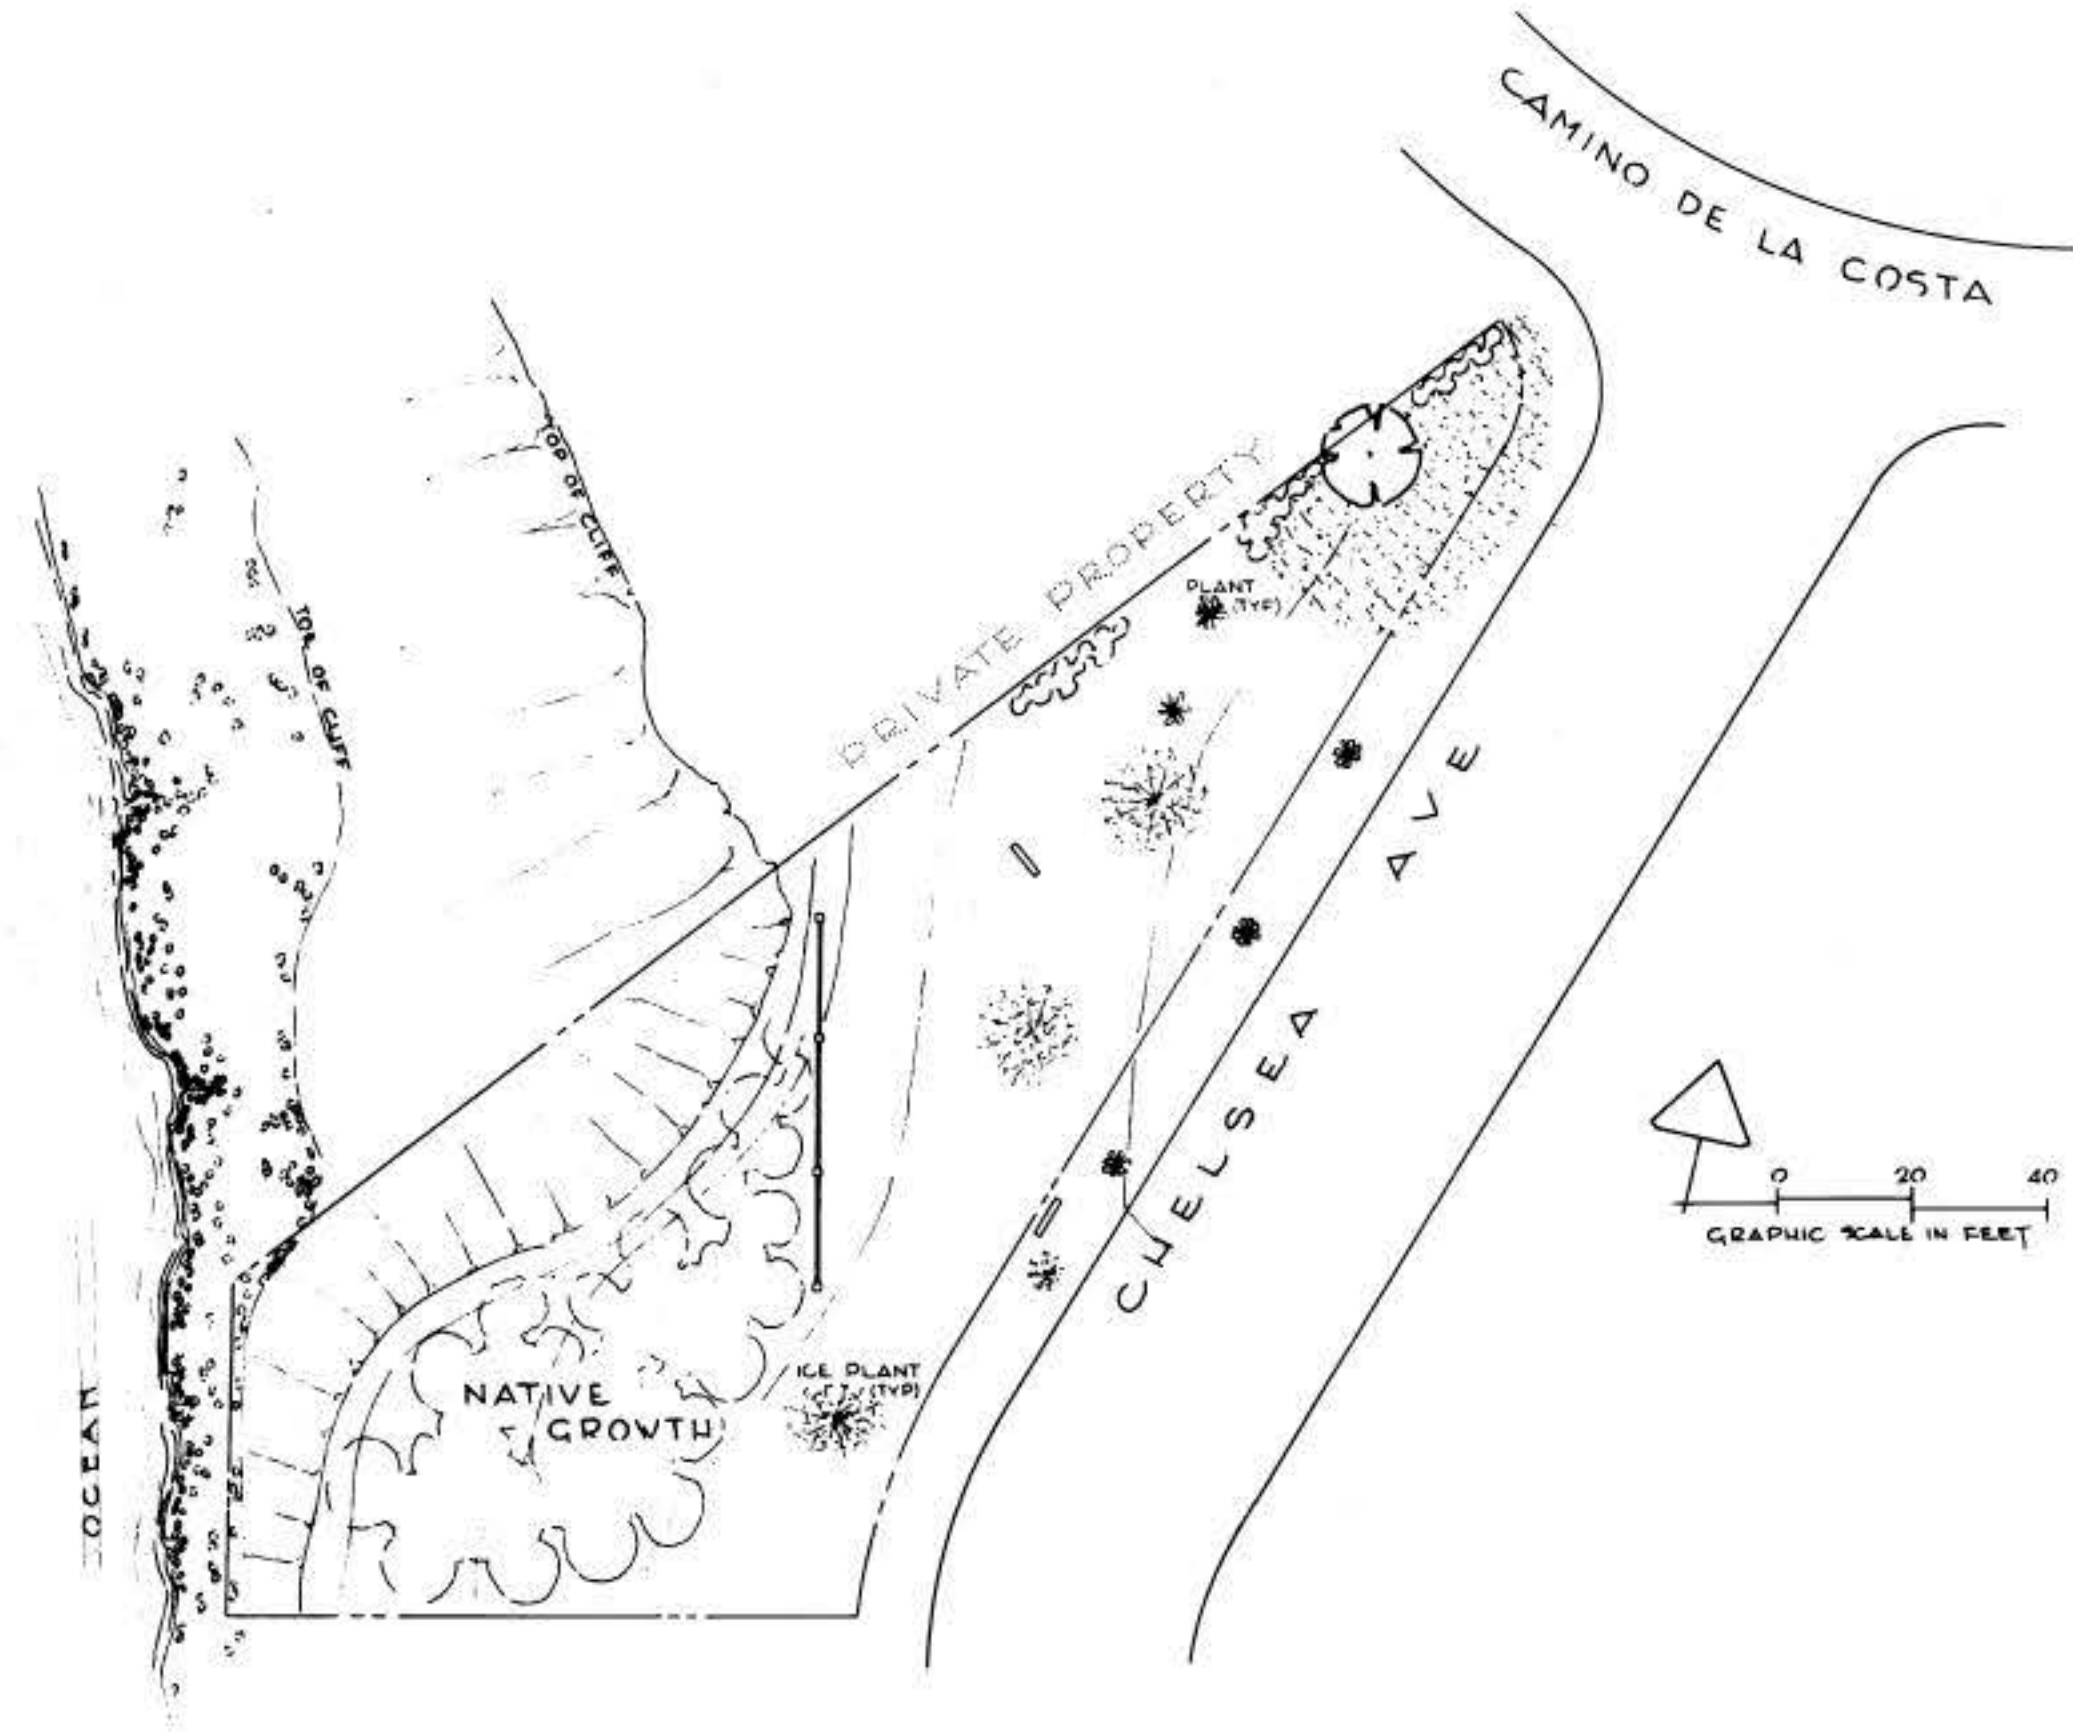 CAMINO DE LA COSTA
TOP OF CLIFF
PRIVATE PROPERTY
PLANT
(TYP)
TOE OF CLIFF
CHELSEA AVE
0 20 40
GRAPHIC SCALE IN FEET
ICE PLANT
(TYP)
NATIVE
GROWTH
OCEAN